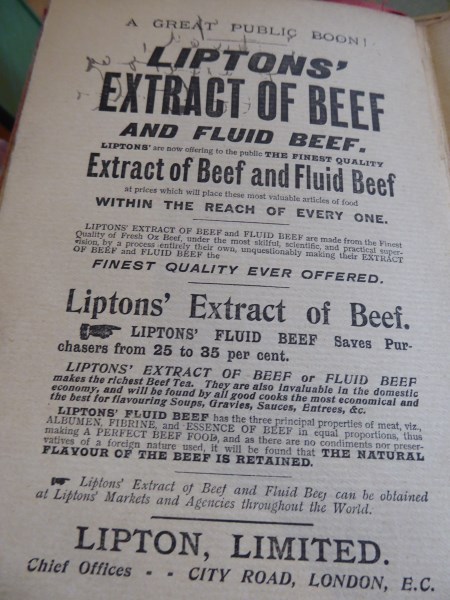 A GREAT PUBLIC BOON!
LIPTONS'
EXTRACT OF BEEF
AND FLUID BEEF.
LIPTONS' are now offering to the public THE FINEST QUALITY
Extract of Beef and Fluid Beef
at prices which will place these most valuable articles of food
WITHIN THE REACH OF EVERY ONE.
LIPTONS' EXTRACT OF BEEF and FLUID BEEF are made from the Finest
Quality of Fresh Ox Beef, under the most skilful, scientific, and practical super-
vision, by a process entirely their own, unquestionably making their EXTRACT
OF BEEF and FLUID BEEF the
FINEST QUALITY EVER OFFERED.
Liptons' Extract of Beef.
☛ LIPTONS' FLUID BEEF Saves Pur-
chasers from 25 to 35 per cent.
LIPTONS' EXTRACT OF BEEF or FLUID BEEF
makes the richest Beef Tea. They are also invaluable in the domestic
economy, and will be found by all good cooks the most economical and
the best for flavouring Soups, Gravies, Sauces, Entrees, &c.
LIPTONS' FLUID BEEF has the three principal properties of meat, viz.,
ALBUMEN, FIBRINE, and ESSENCE OF BEEF in equal proportions, thus
making A PERFECT BEEF FOOD, and as there are no condiments nor preser-
vatives of a foreign nature used, it will be found that THE NATURAL
FLAVOUR OF THE BEEF IS RETAINED.
☛ Liptons' Extract of Beef and Fluid Beef can be obtained
at Liptons' Markets and Agencies throughout the World.
LIPTON, LIMITED.
Chief Offices - - CITY ROAD, LONDON, E.C.